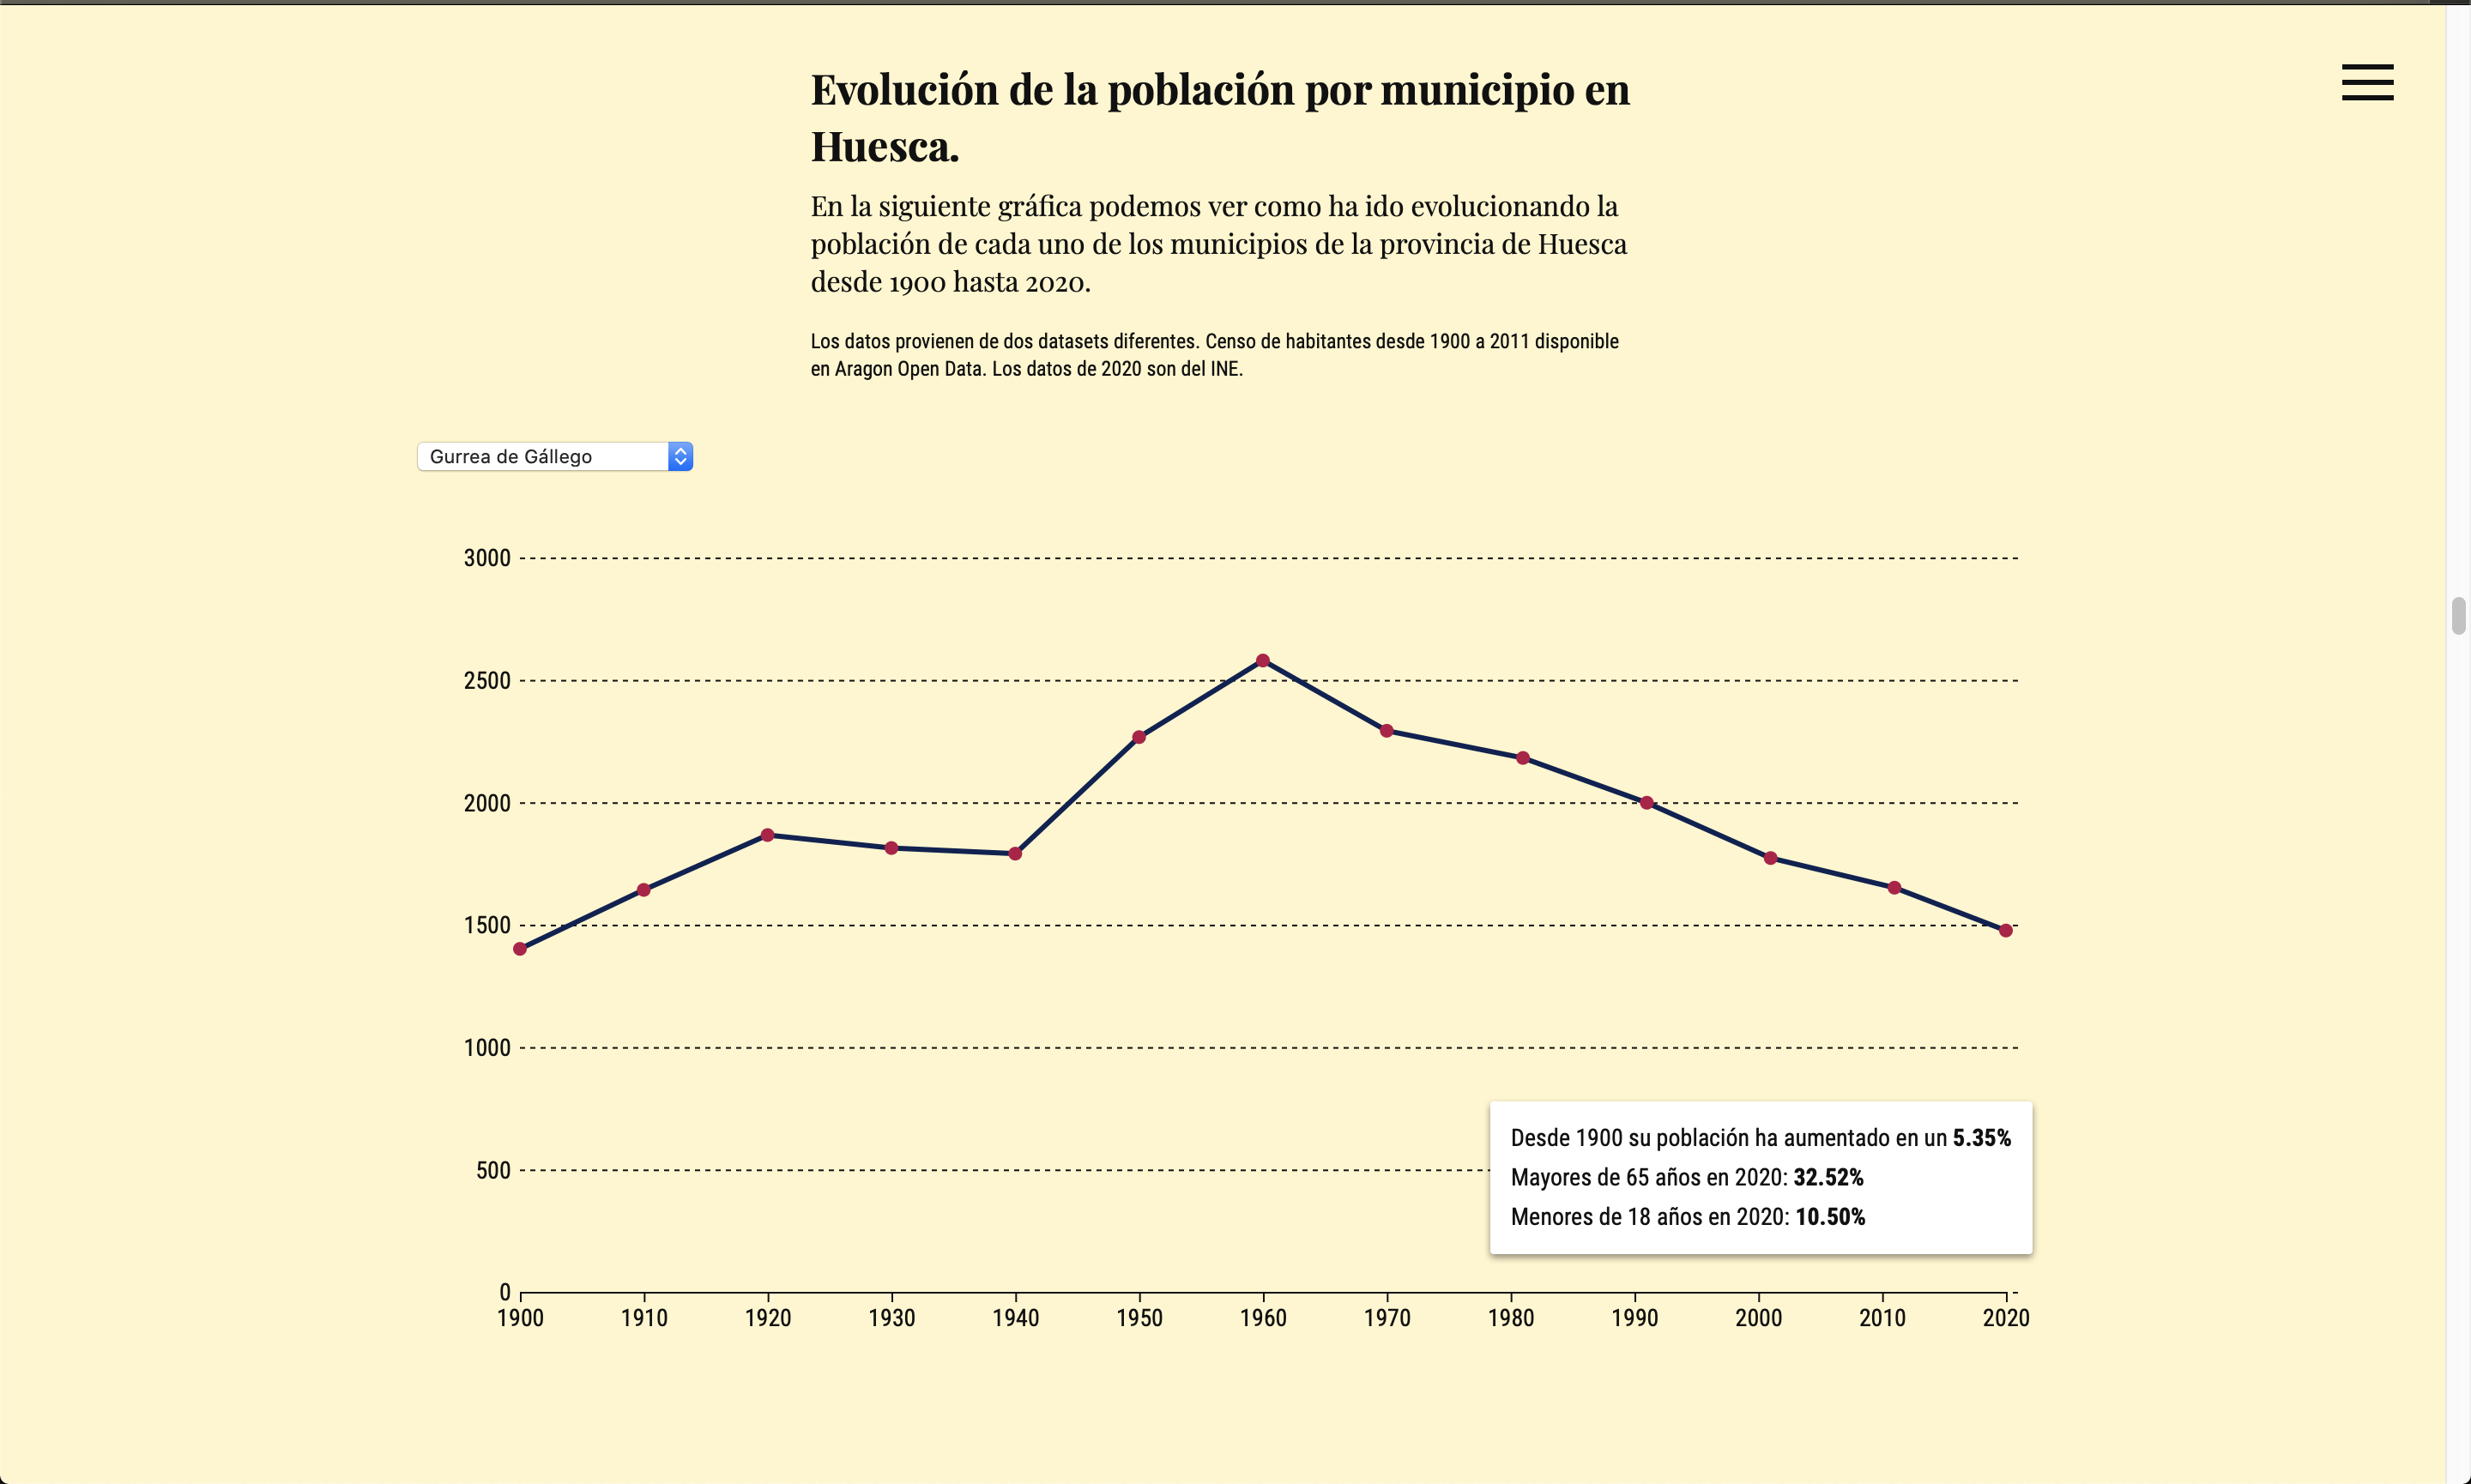 Evolución de la población por municipio en
Huesca.
En la siguiente gráfica podemos ver como ha ido evolucionando la
población de cada uno de los municipios de la provincia de Huesca
desde 1900 hasta 2020.
Los datos provienen de dos datasets diferentes. Censo de habitantes desde 1900 a 2011 disponible
en Aragon Open Data. Los datos de 2020 son del INE.
Gurrea de Gállego
3000
2500
2000
1500
1000
500
0
Desde 1900 su población ha aumentado en un 5.35%
Mayores de 65 años en 2020: 32.52%
Menores de 18 años en 2020: 10.50%
1900 1910 1920 1930 1940 1950 1960 1970 1980 1990 2000 2010 2020